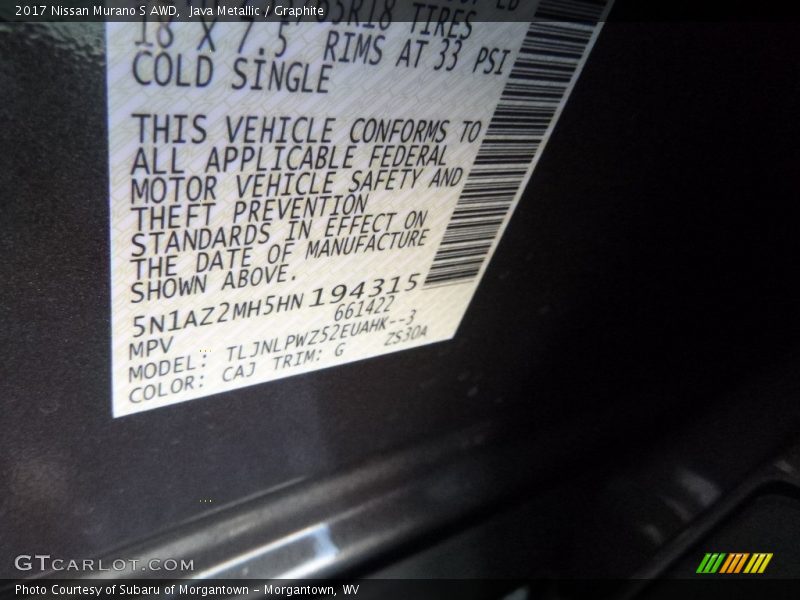 2017 Nissan Murano S AWD, Java Metallic / Graphite
LB
65R18 TIRES
18 X 7.5 RIMS AT 33 PSI
COLD SINGLE
THIS VEHICLE CONFORMS TO
ALL APPLICABLE FEDERAL
MOTOR VEHICLE SAFETY AND
THEFT PREVENTION
STANDARDS IN EFFECT ON
THE DATE OF MANUFACTURE
SHOWN ABOVE.
5N1AZ2MH5HN194315
MPV 661422
MODEL: TLJNLPWZ52EUAHK--3
COLOR: CAJ TRIM: G ZS30A
GTCARLOT.COM
Photo Courtesy of Subaru of Morgantown - Morgantown, WV